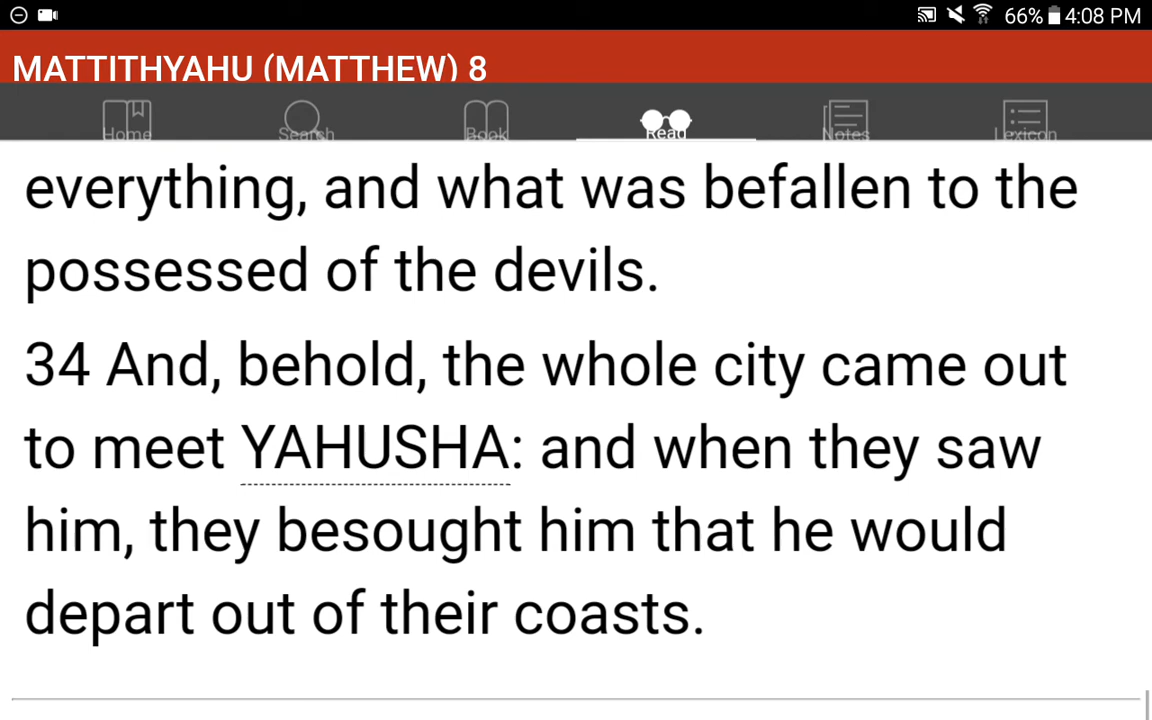 66% 4:08 PM
MATTITHYAHU (MATTHEW) 8
Home Search Book Read Notes Lexicon
everything, and what was befallen to the
possessed of the devils.
34 And, behold, the whole city came out
to meet YAHUSHA: and when they saw
him, they besought him that he would
depart out of their coasts.